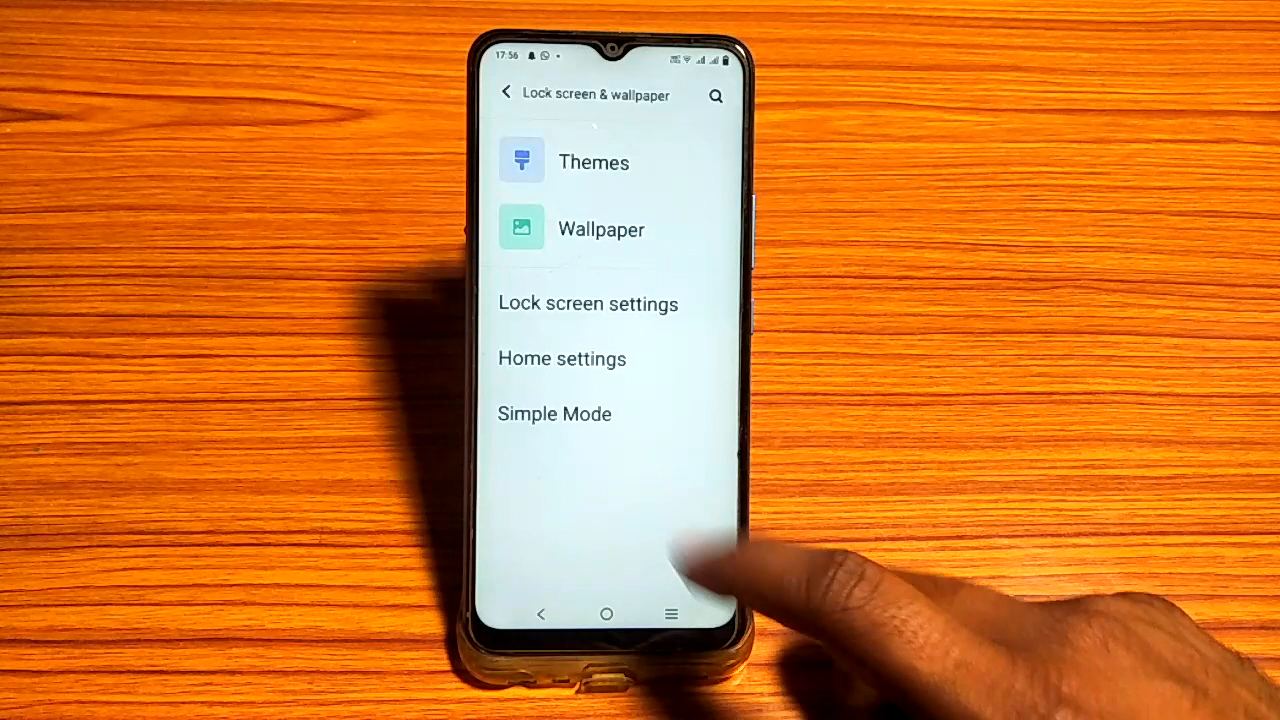 17:56
Lock screen & wallpaper
Themes
Wallpaper
Lock screen settings
Home settings
Simple Mode